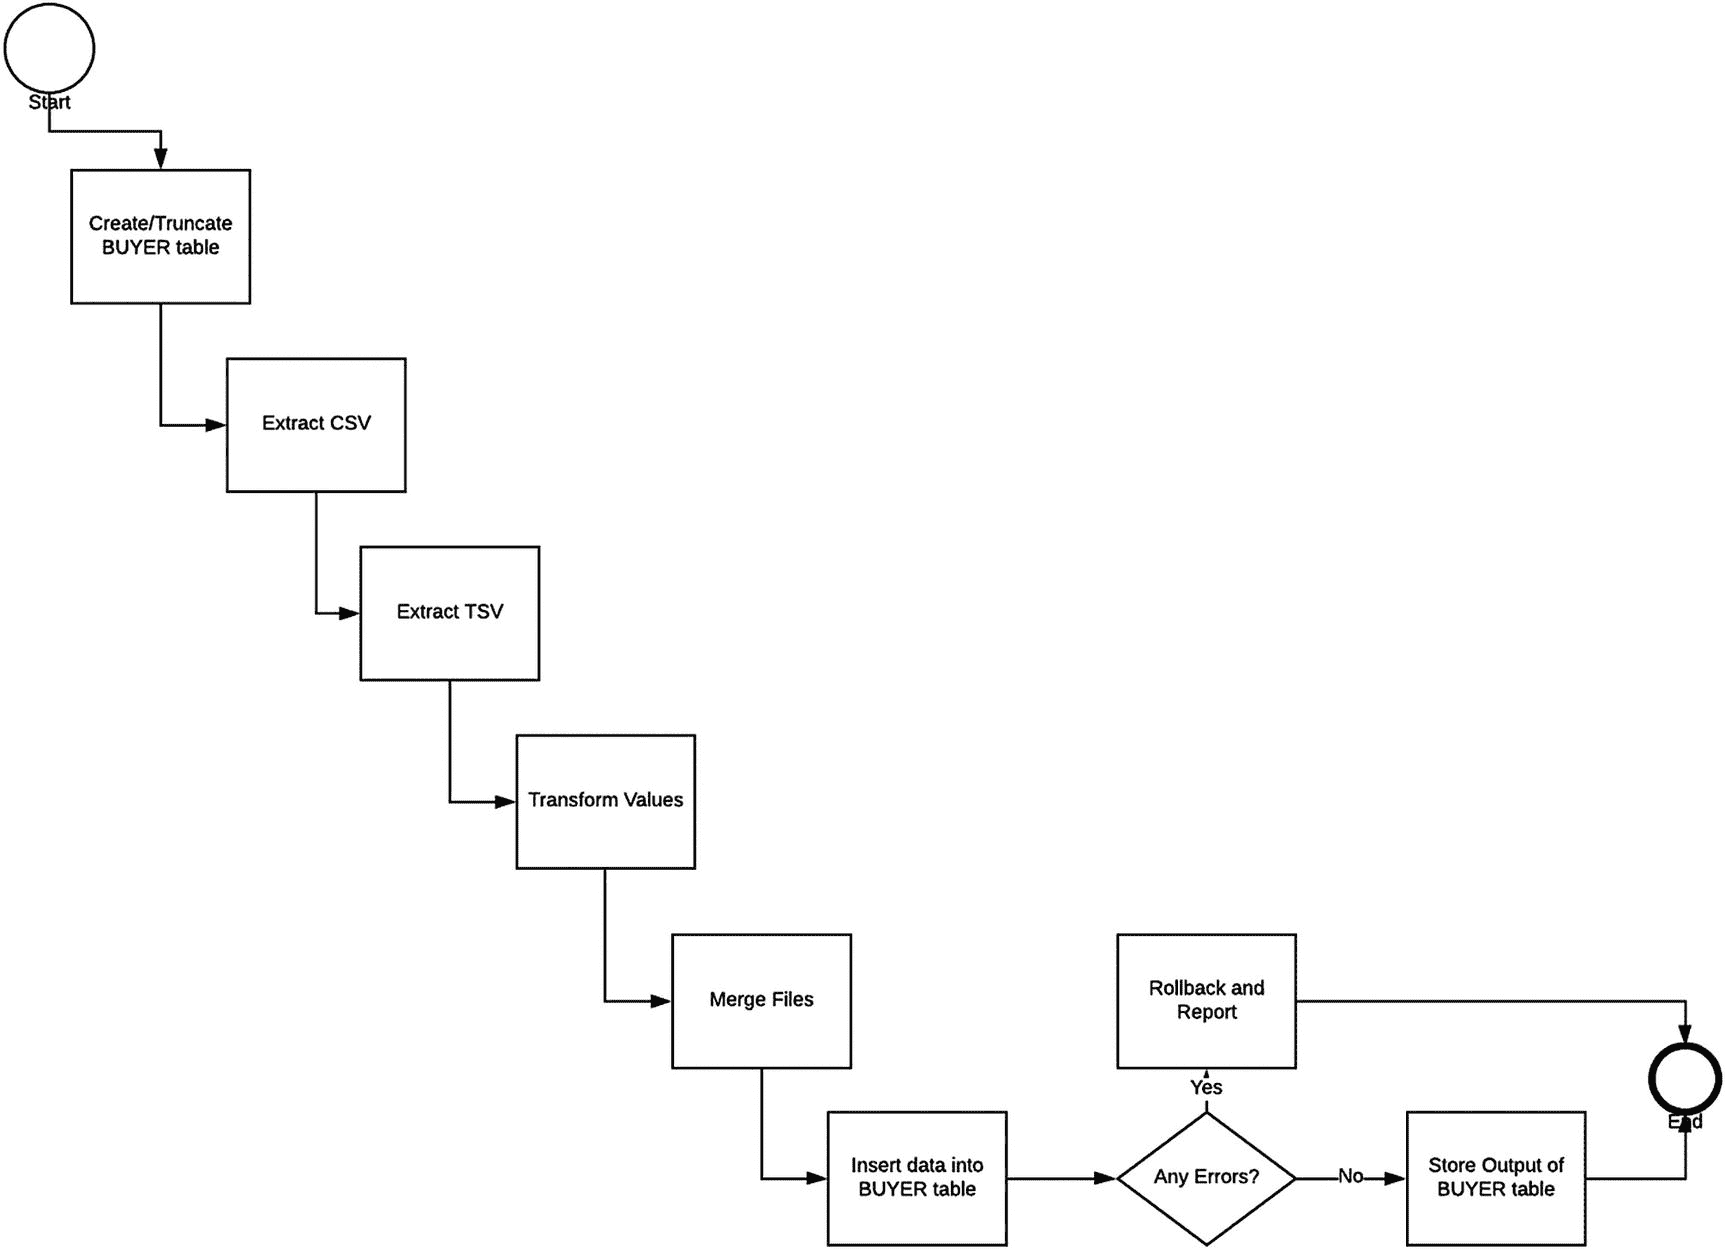 Start
Create/Truncate
BUYER table
Extract CSV
Extract TSV
Transform Values
Merge Files
Rollback and
Report
Yes
End
Insert data into
BUYER table
Any Errors?
No
Store Output of
BUYER table